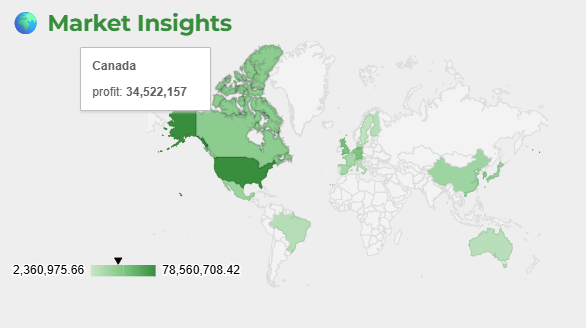 Market Insights
Canada
profit: 34,522,157
2,360,975.66
78,560,708.42